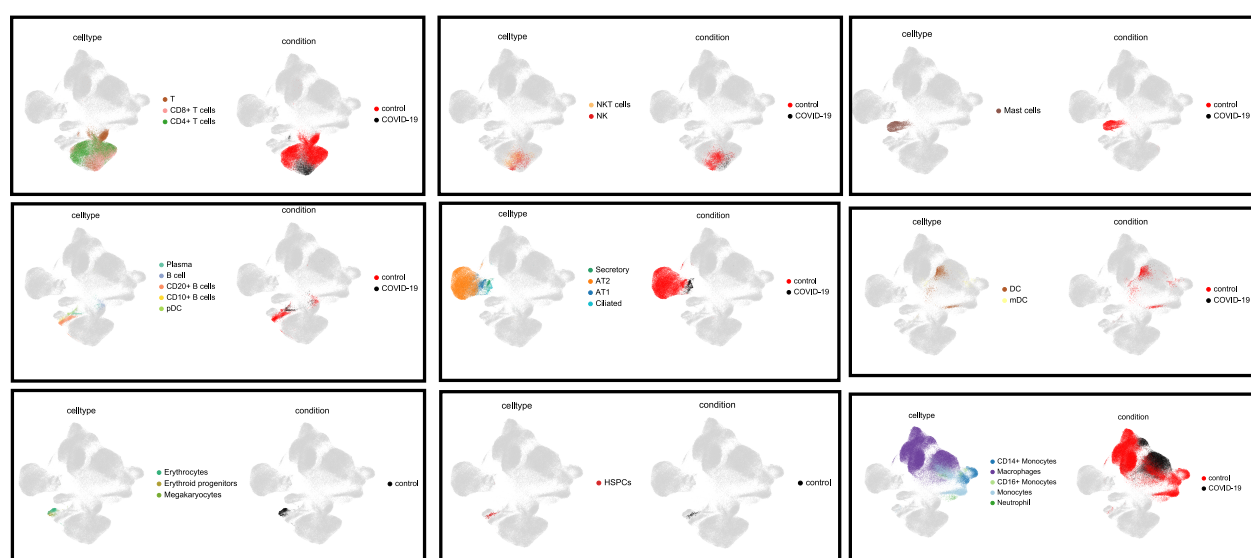 celltype
condition
T
CD8+ T cells
CD4+ T cells
control
COVID-19
celltype
condition
NKT cells
NK
control
COVID-19
celltype
condition
Mast cells
control
COVID-19
celltype
condition
Plasma
B cell
CD20+ B cells
CD10+ B cells
pDC
control
COVID-19
celltype
condition
Secretory
AT2
AT1
Ciliated
control
COVID-19
celltype
condition
DC
mDC
control
COVID-19
celltype
condition
Erythrocytes
Erythroid progenitors
Megakaryocytes
control
celltype
condition
HSPCs
control
celltype
condition
CD14+ Monocytes
Macrophages
CD16+ Monocytes
Monocytes
Neutrophil
control
COVID-19